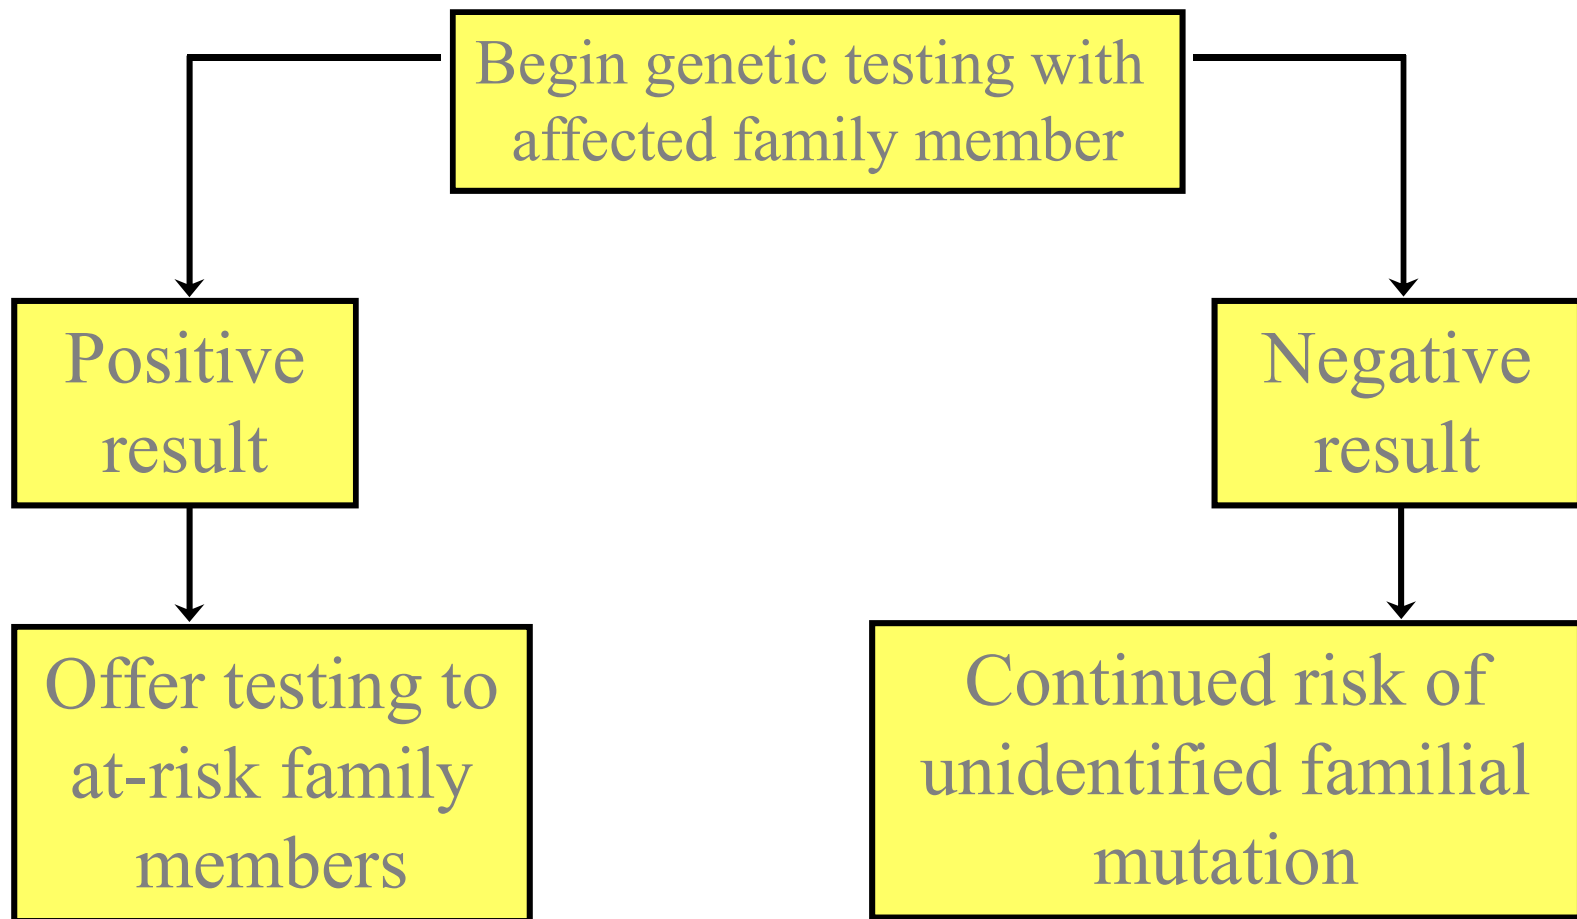 Begin genetic testing with
affected family member
Positive
result
Negative
result
Offer testing to
at-risk family
members
Continued risk of
unidentified familial
mutation